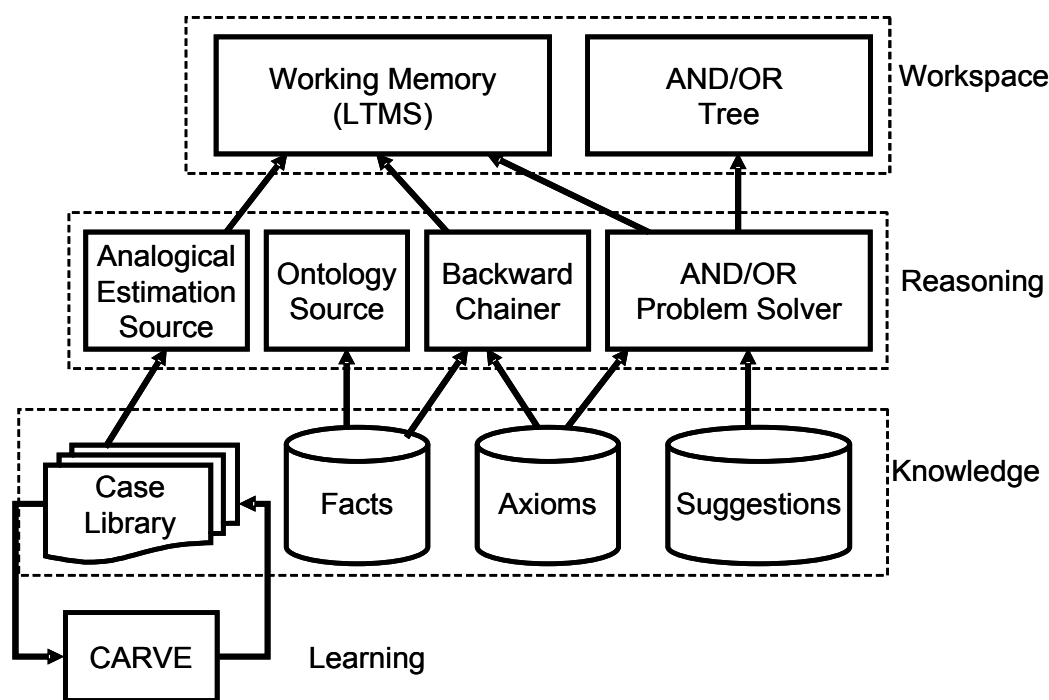 Working Memory
(LTMS)
AND/OR
Tree
Workspace
Analogical
Estimation
Source
Ontology
Source
Backward
Chainer
AND/OR
Problem Solver
Reasoning
Case
Library
Facts
Axioms
Suggestions
Knowledge
CARVE
Learning